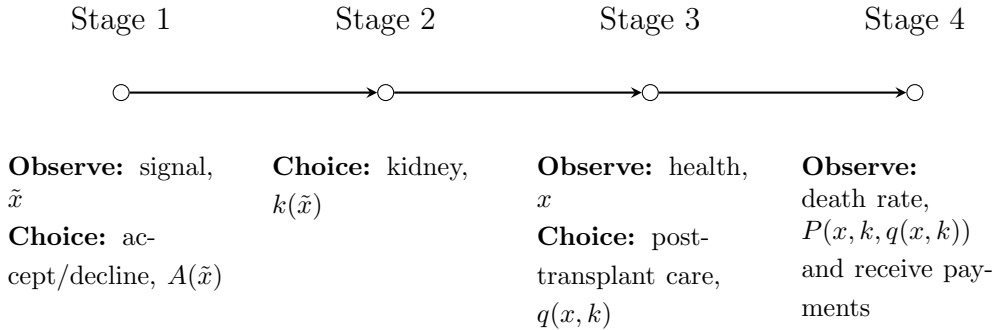 Stage 1 Stage 2 Stage 3 Stage 4
Observe: signal,
x̃
Choice: ac-
cept/decline, A(x̃)
Choice: kidney,
k(x̃)
Observe: health,
x
Choice: post-
transplant care,
q(x, k)
Observe:
death rate,
P(x, k, q(x, k))
and receive pay-
ments